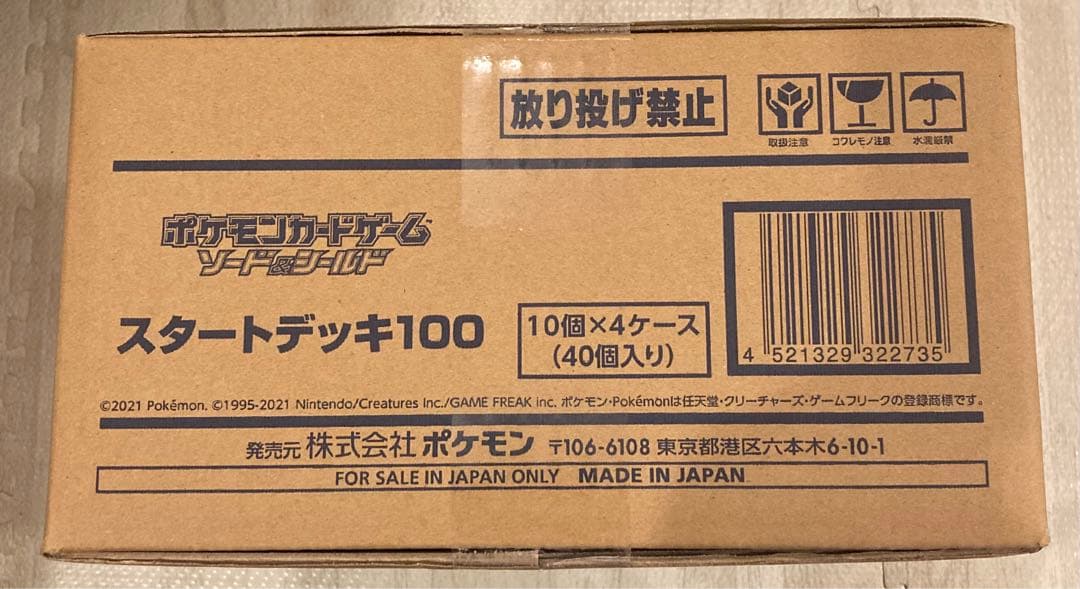 放り投げ禁止
取扱注意
コワレモノ注意
水濡厳禁
ポケモンカードゲーム™
ソード&シールド
スタートデッキ100
10個×4ケース
(40個入り)
4 521329 322735
©2021 Pokémon. ©1995-2021 Nintendo/Creatures Inc./GAME FREAK inc. ポケモン・Pokémonは任天堂・クリーチャーズ・ゲームフリークの登録商標です。
発売元 株式会社 ポケモン 〒106-6108 東京都港区六本木6-10-1
FOR SALE IN JAPAN ONLY MADE IN JAPAN